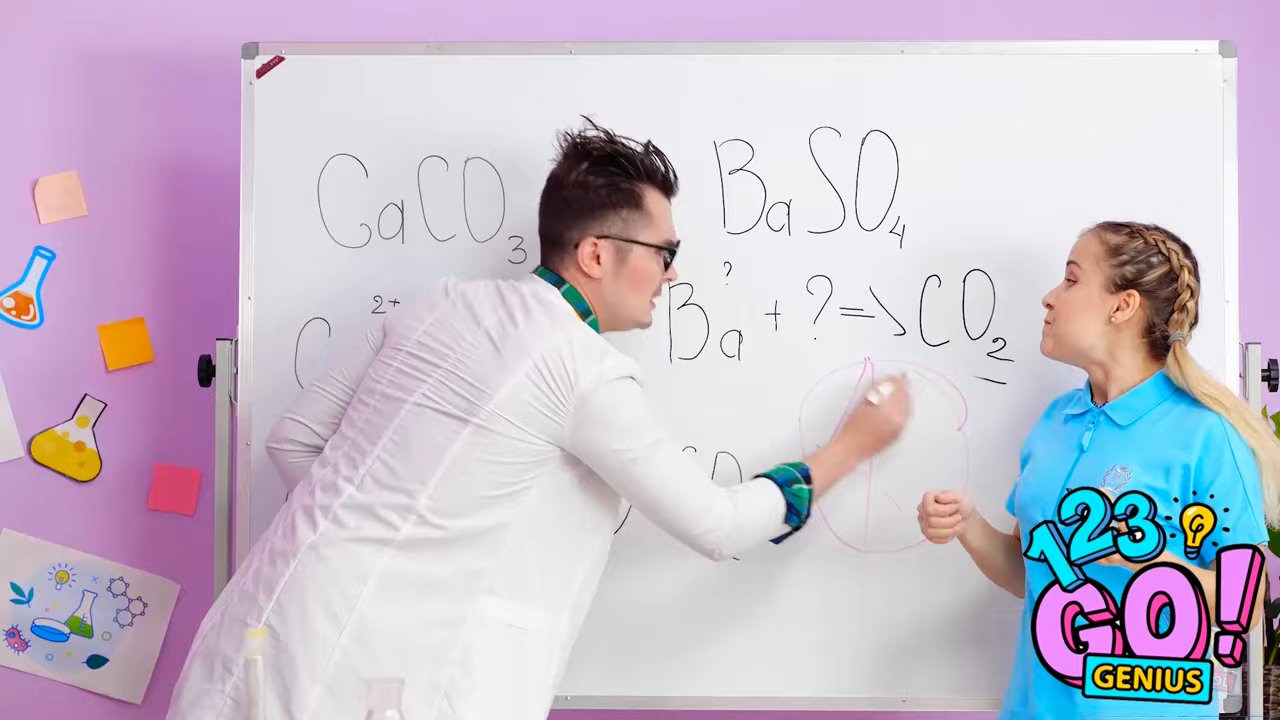 CaCO3 BaSO4
2+ ?
C Ba + ? => CO2
123
GO!
GENIUS